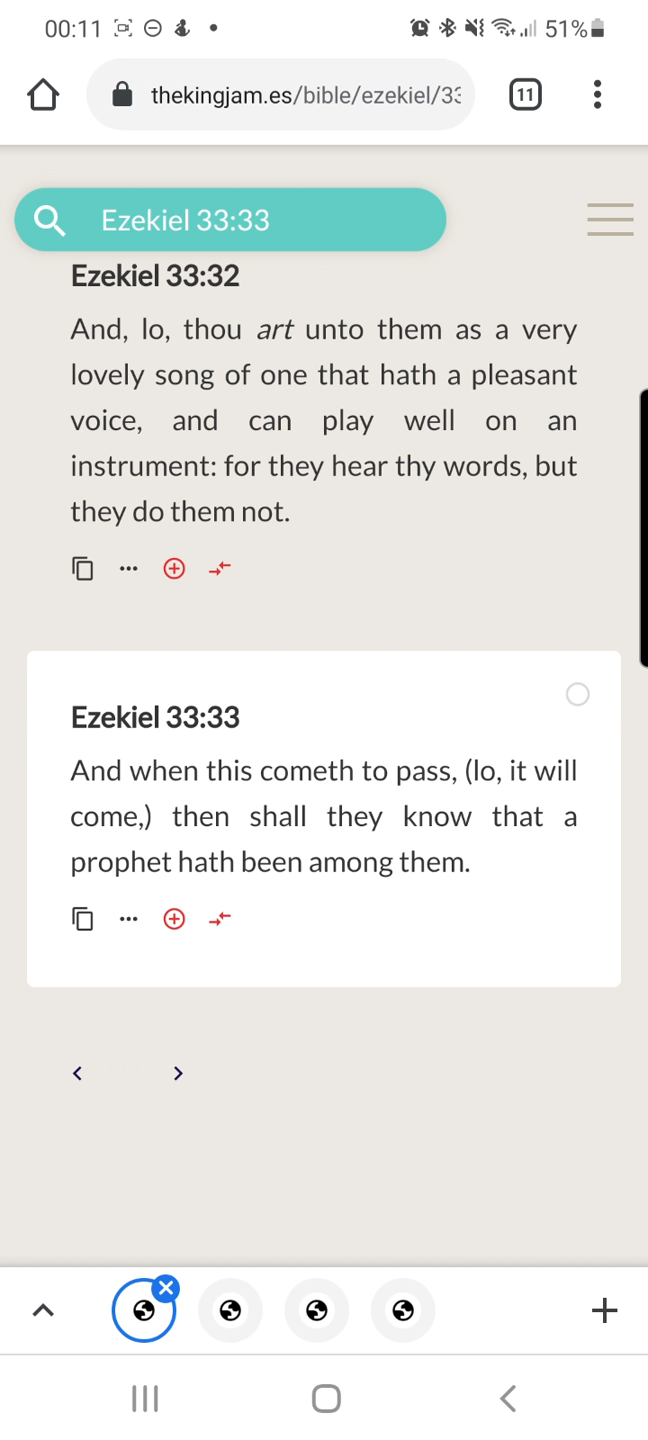 00:11 51%
thekingjam.es/bible/ezekiel/33
11
Ezekiel 33:33
Ezekiel 33:32
And, lo, thou art unto them as a very
lovely song of one that hath a pleasant
voice, and can play well on an
instrument: for they hear thy words, but
they do them not.
Ezekiel 33:33
And when this cometh to pass, (lo, it will
come,) then shall they know that a
prophet hath been among them.